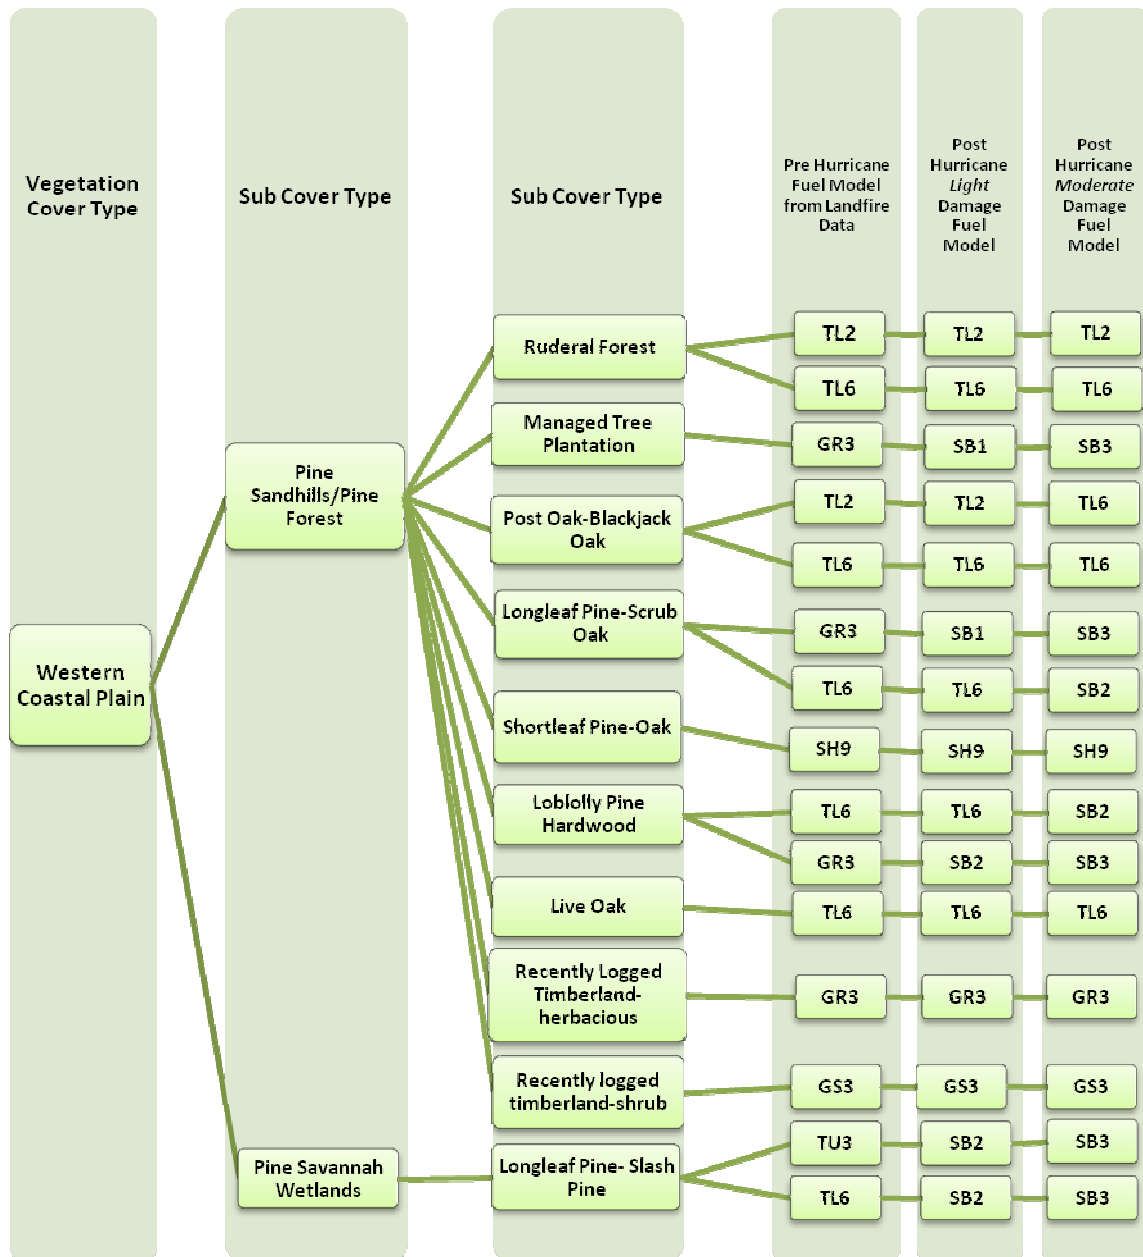 Vegetation
Cover Type
Sub Cover Type
Sub Cover Type
Pre Hurricane
Fuel Model
from Landfire
Data
Post
Hurricane
Light
Damage
Fuel
Model
Post
Hurricane
Moderate
Damage
Fuel
Model
Western
Coastal Plain
Pine
Sandhills/Pine
Forest
Ruderal Forest
TL2
TL2
TL2
TL6
TL6
TL6
Managed Tree
Plantation
GR3
SB1
SB3
Post Oak-Blackjack
Oak
TL2
TL2
TL6
TL6
TL6
TL6
Longleaf Pine-Scrub
Oak
GR3
SB1
SB3
TL6
TL6
SB2
Shortleaf Pine-Oak
SH9
SH9
SH9
Loblolly Pine
Hardwood
TL6
TL6
SB2
GR3
SB2
SB3
Live Oak
TL6
TL6
TL6
Recently Logged
Timberland-
herbacious
GR3
GR3
GR3
Recently logged
timberland-shrub
GS3
GS3
GS3
Pine Savannah
Wetlands
Longleaf Pine- Slash
Pine
TU3
SB2
SB3
TL6
SB2
SB3